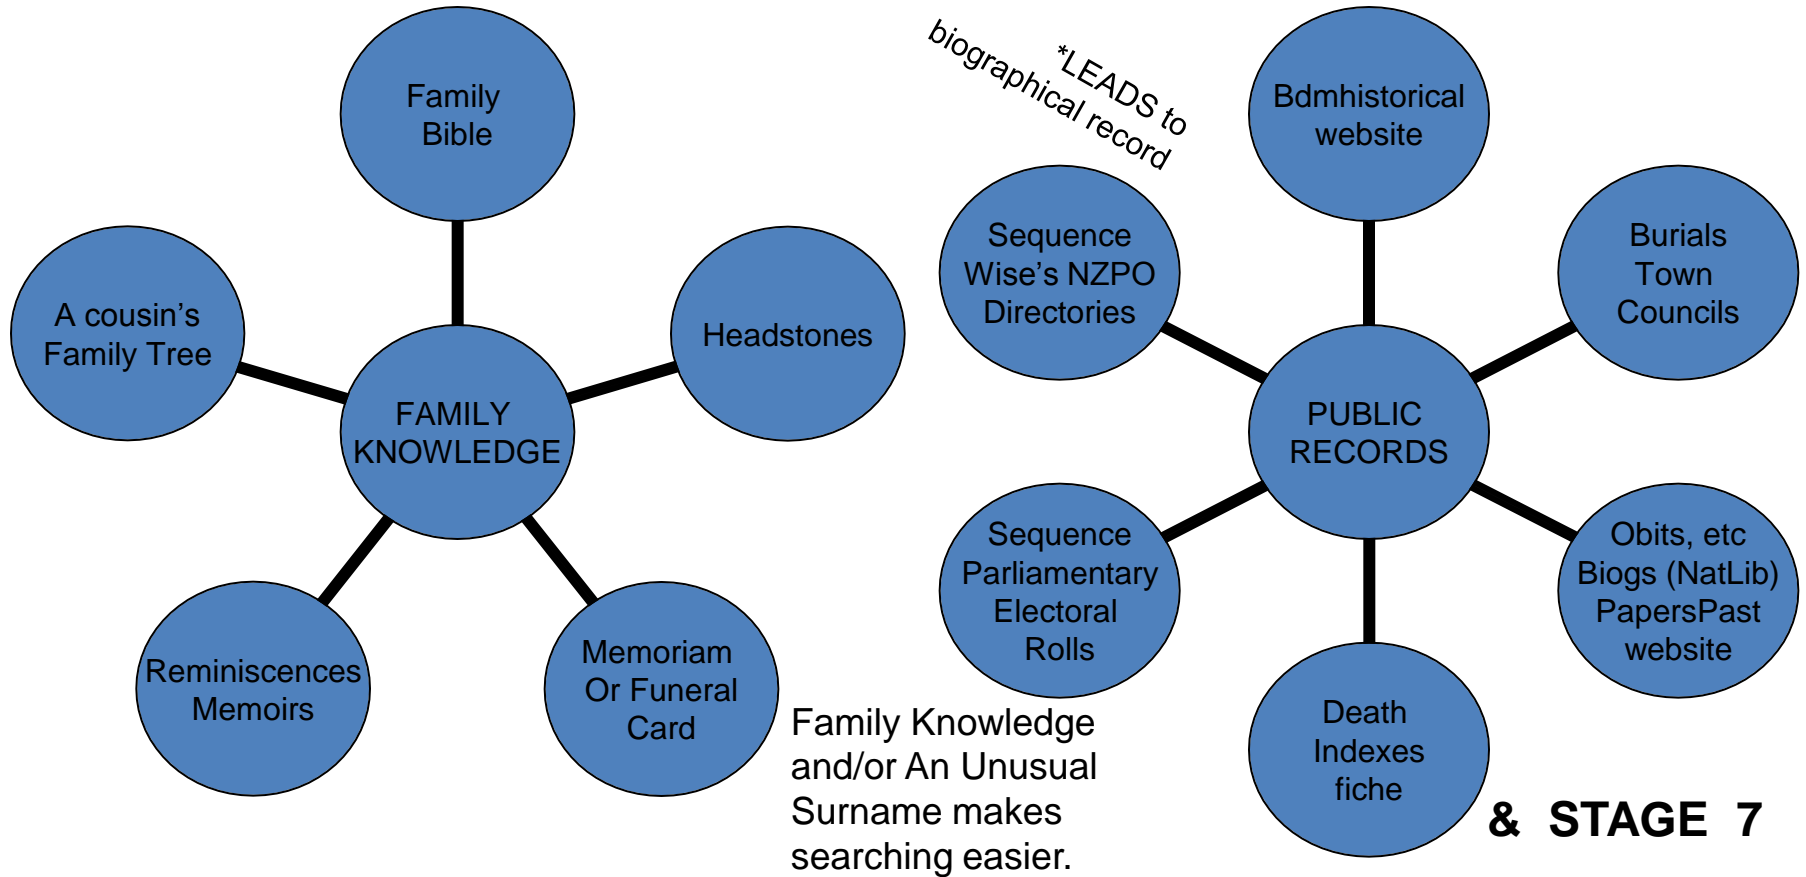 Family
Bible
A cousin's
Family Tree
Headstones
FAMILY
KNOWLEDGE
Reminiscences
Memoirs
Memoriam
Or Funeral
Card
Family Knowledge
and/or An Unusual
Surname makes
searching easier.
*LEADS to
biographical record
Bdmhistorical
website
Sequence
Wise’s NZPO
Directories
Burials
Town
Councils
PUBLIC
RECORDS
Sequence
Parliamentary
Electoral
Rolls
Obits, etc
Biogs (NatLib)
PapersPast
website
Death
Indexes
fiche
& STAGE 7